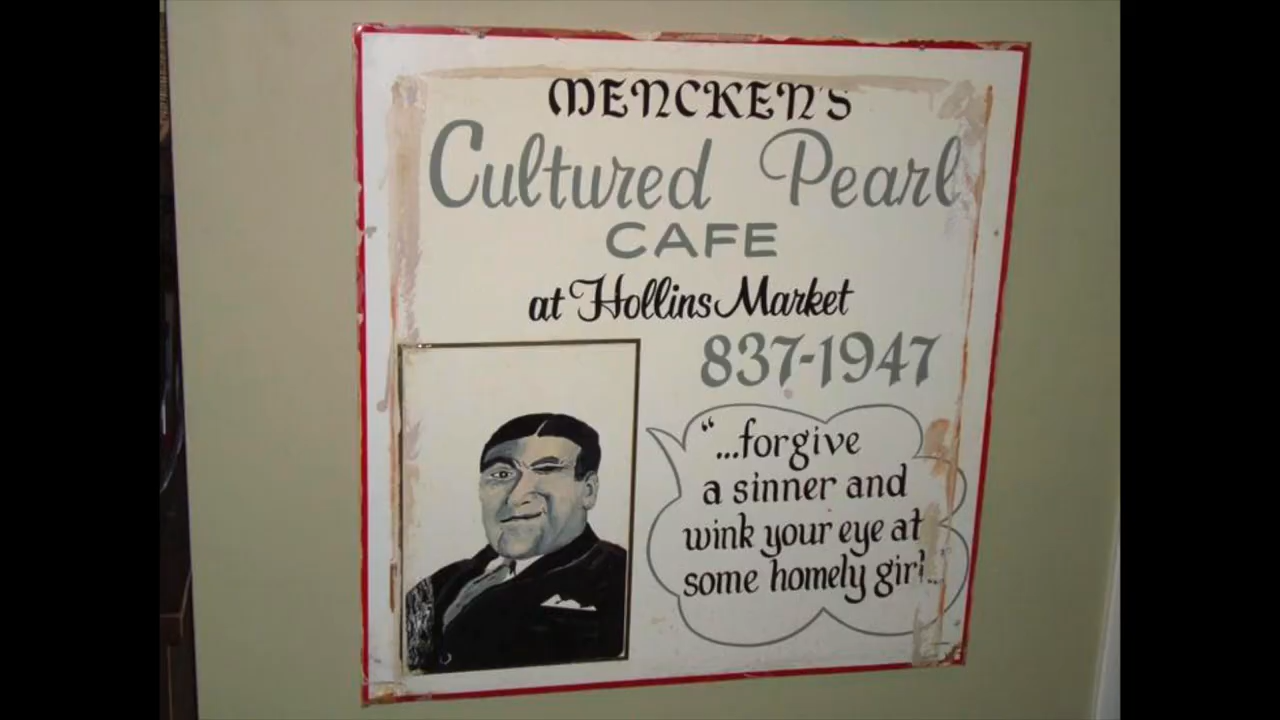 MENCKEN'S
Cultured Pearl
CAFE
at Hollins Market
837-1947
"...forgive
a sinner and
wink your eye at
some homely girl...